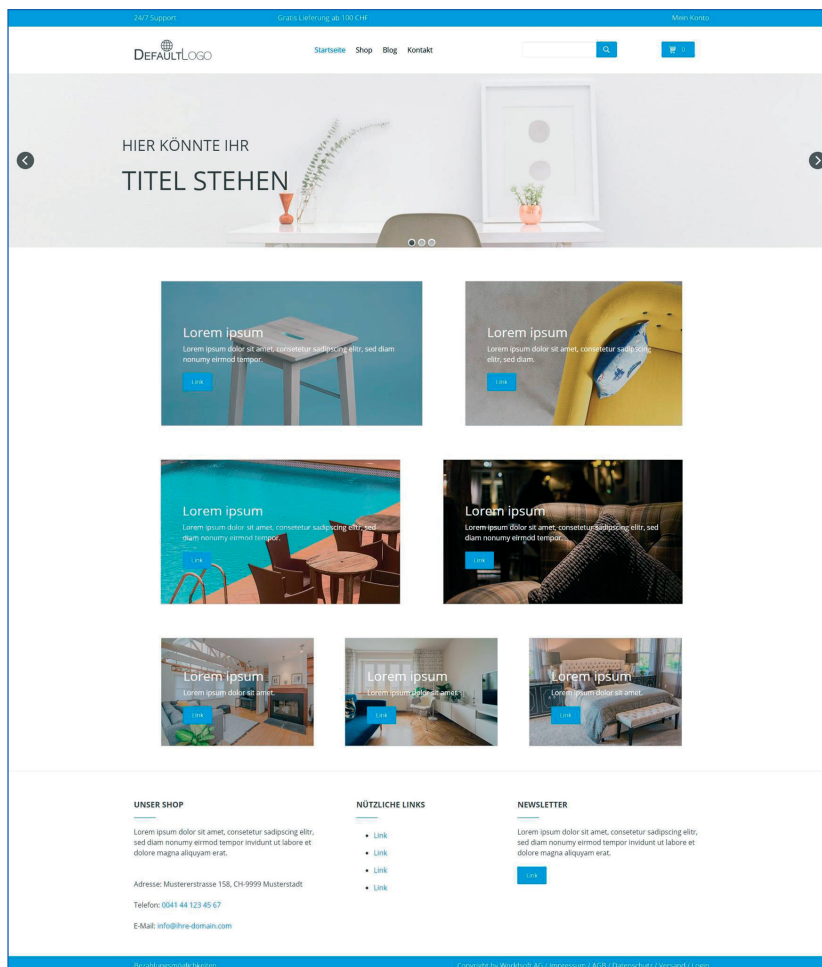 24/7 Support
Gratis Lieferung ab 100 CHF
Mein Konto
DEFAULTLOGO
Startseite Shop Blog Kontakt
0
HIER KÖNNTE IHR
TITEL STEHEN
Lorem ipsum
Lorem ipsum dolor sit amet, consetetur sadipscing elitr, sed diam
nonumy eirmod tempor.
Link
Lorem ipsum
Lorem ipsum dolor sit amet, consetetur sadipscing
elitr, sed diam.
Link
Lorem ipsum
Lorem ipsum dolor sit amet, consetetur sadipscing elitr, sed
diam nonumy eirmod tempor.
Link
Lorem ipsum
Lorem ipsum dolor sit amet, consetetur sadipscing elitr, sed
diam nonumy eirmod tempor.
Link
Lorem ipsum
Lorem ipsum dolor sit amet.
Link
Lorem ipsum
Lorem ipsum dolor sit amet.
Link
Lorem ipsum
Lorem ipsum dolor sit amet.
Link
UNSER SHOP
Lorem ipsum dolor sit amet, consetetur sadipscing elitr,
sed diam nonumy eirmod tempor invidunt ut labore et
dolore magna aliquyam erat.
Adresse: Mustererstrasse 158, CH-9999 Musterstadt
Telefon: 0041 44 123 45 67
E-Mail: info@ihre-domain.com
NÜTZLICHE LINKS
Link
Link
Link
Link
NEWSLETTER
Lorem ipsum dolor sit amet, consetetur sadipscing elitr,
sed diam nonumy eirmod tempor invidunt ut labore et
dolore magna aliquyam erat.
Link
Bezahlungsmöglichkeiten
Copyright by Worldsoft AG / Impressum / AGB / Datenschutz / Versand / Login